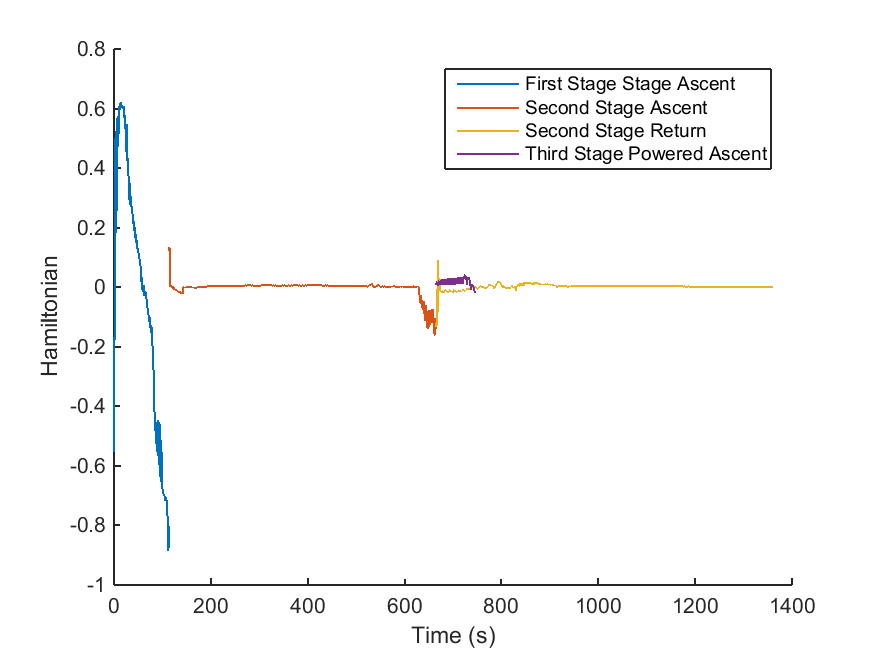 0.8
0.6
0.4
0.2
0
-0.2
-0.4
-0.6
-0.8
-1
Hamiltonian
First Stage Stage Ascent
Second Stage Ascent
Second Stage Return
Third Stage Powered Ascent
0 200 400 600 800 1000 1200 1400
Time (s)